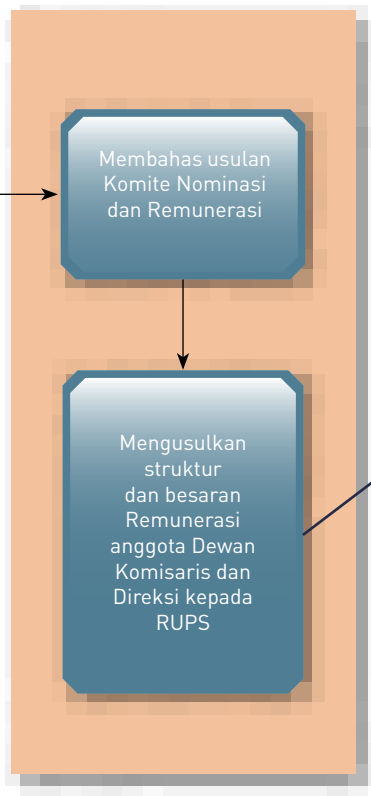 Membahas usulan
Komite Nominasi
dan Remunerasi
Mengusulkan
struktur
dan besaran
Remunerasi
anggota Dewan
Komisaris dan
Direksi kepada
RUPS